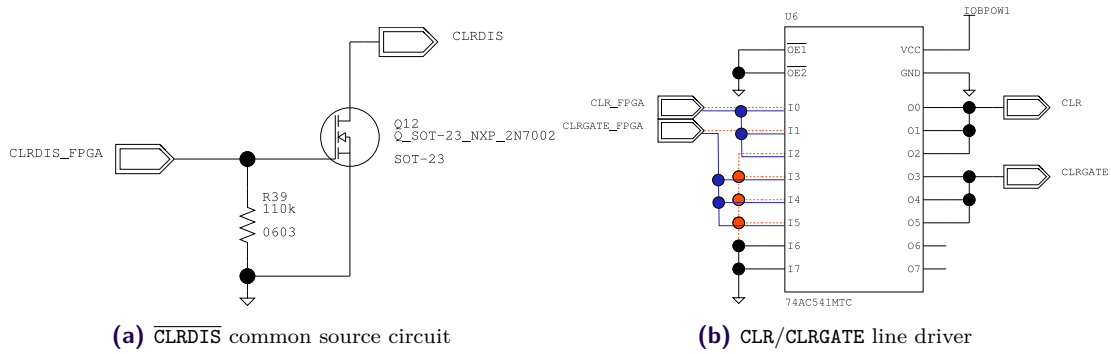 CLRDIS
CLRDIS_FPGA
Q12
Q_SOT-23_NXP_2N7002
SOT-23
R39
110k
0603
(a) CLRDIS common source circuit
U6
IOBPOW1
OE1
VCC
OE2
GND
CLR_FPGA
I0
O0
CLR
CLRGATE_FPGA
I1
O1
I2
O2
I3
O3
CLRGATE
I4
O4
I5
O5
I6
O6
I7
O7
74AC541MTC
(b) CLR/CLRGATE line driver